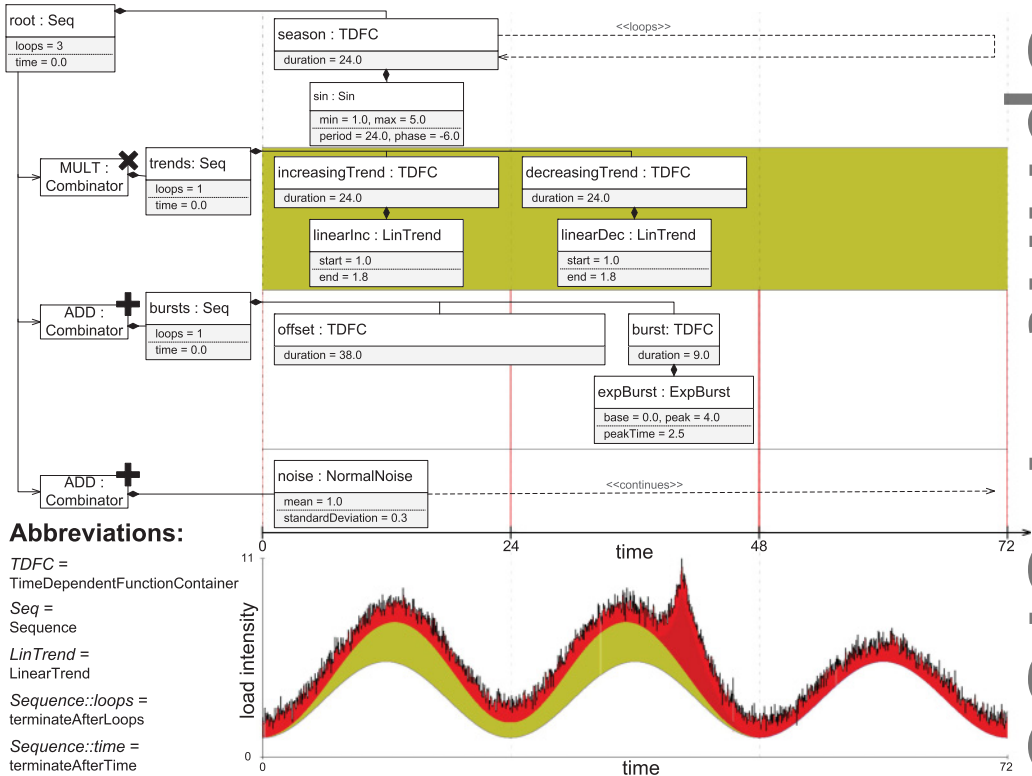 root : Seq
loops = 3
time = 0.0
season : TDFC
duration = 24.0
<<loops>>
sin : Sin
min = 1.0, max = 5.0
period = 24.0, phase = -6.0
MULT :
Combinator
trends: Seq
loops = 1
time = 0.0
increasingTrend : TDFC
duration = 24.0
decreasingTrend : TDFC
duration = 24.0
linearInc : LinTrend
start = 1.0
end = 1.8
linearDec : LinTrend
start = 1.0
end = 1.8
ADD :
Combinator
bursts : Seq
loops = 1
time = 0.0
offset : TDFC
duration = 38.0
burst: TDFC
duration = 9.0
expBurst : ExpBurst
base = 0.0, peak = 4.0
peakTime = 2.5
ADD :
Combinator
noise : NormalNoise
mean = 1.0
standardDeviation = 0.3
<<continues>>
0 24 48 72
time
Abbreviations:
TDFC =
TimeDependentFunctionContainer
Seq =
Sequence
LinTrend =
LinearTrend
Sequence::loops =
terminateAfterLoops
Sequence::time =
terminateAfterTime
11
load intensity
0
0 72
time